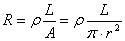 R = ρ L/A = ρ L/(π · r²)